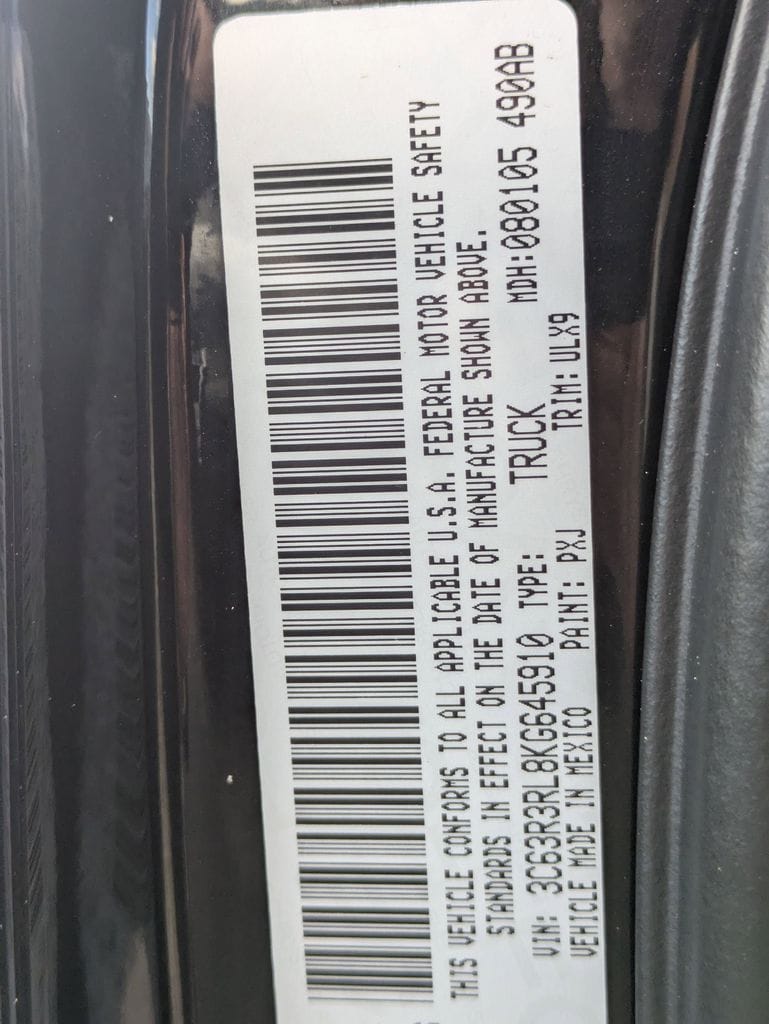 THIS VEHICLE CONFORMS TO ALL APPLICABLE U.S.A. FEDERAL MOTOR VEHICLE SAFETY
STANDARDS IN EFFECT ON THE DATE OF MANUFACTURE SHOWN ABOVE.
VIN: 3C63R3RL8KG645910 TYPE: TRUCK MDH:080105 490AB
VEHICLE MADE IN MEXICO PAINT: PXJ TRIM: ULX9